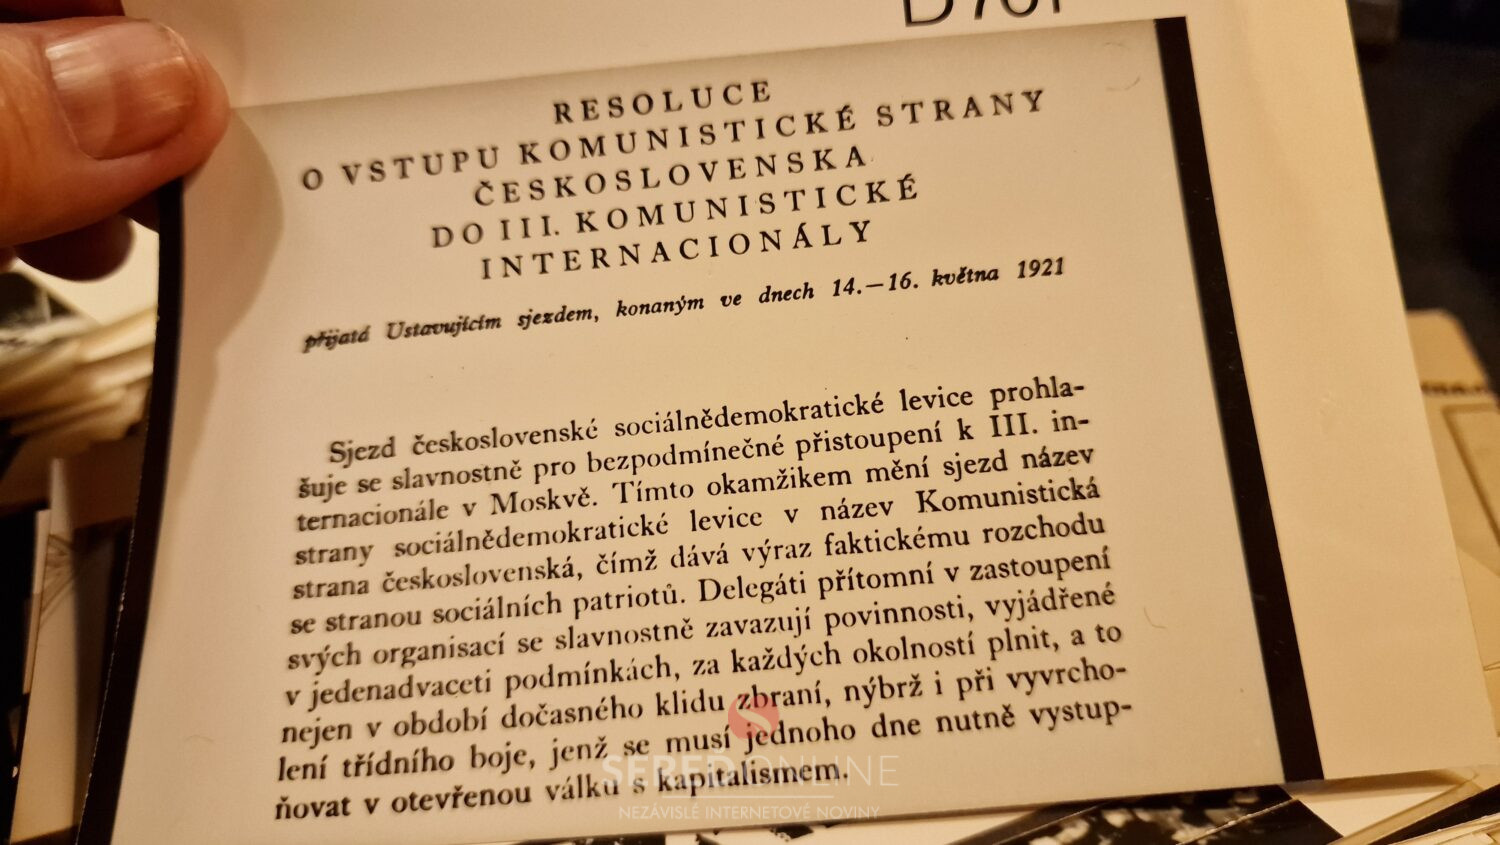 RESOLUCE
O VSTUPU KOMUNISTICKÉ STRANY
ČESKOSLOVENSKA
DO III. KOMUNISTICKÉ
INTERNACIONÁLY
přijatá Ustavujícím sjezdem, konaným ve dnech 14.—16. května 1921
Sjezd československé sociálnědemokratické levice prohla-
šuje se slavnostně pro bezpodmínečné přistoupení k III. in-
ternacionále v Moskvě. Tímto okamžikem mění sjezd název
strany sociálnědemokratické levice v název Komunistická
strana československá, čímž dává výraz faktickému rozchodu
se stranou sociálních patriotů. Delegáti přítomní v zastoupení
svých organisací se slavnostně zavazují povinnosti, vyjádřené
v jedenadvaceti podmínkách, za každých okolností plnit, a to
nejen v období dočasného klidu zbraní, nýbrž i při vyvrcho-
lení třídního boje, jenž se musí jednoho dne nutně vystup-
ňovat v otevřenou válku s kapitalismem.
SEREĎ ONLINE
NEZÁVISLÉ INTERNETOVÉ NOVINY